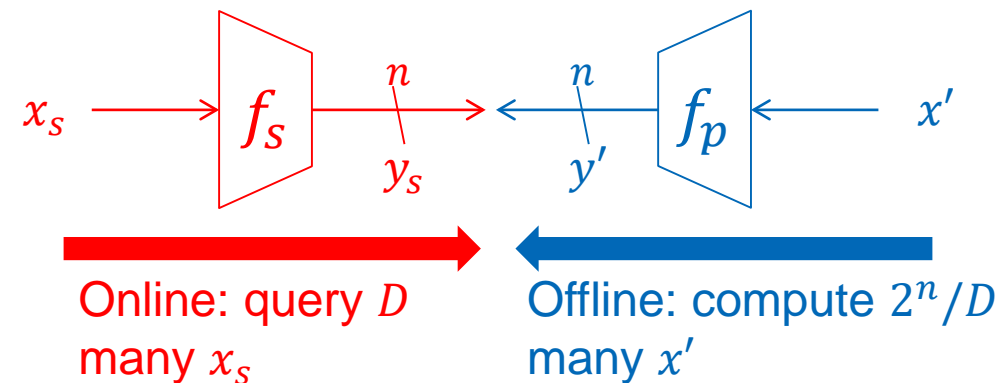 x_s f_s n y_s n y' f_p x'
Online: query D
many x_s
Offline: compute 2^n/D
many x'